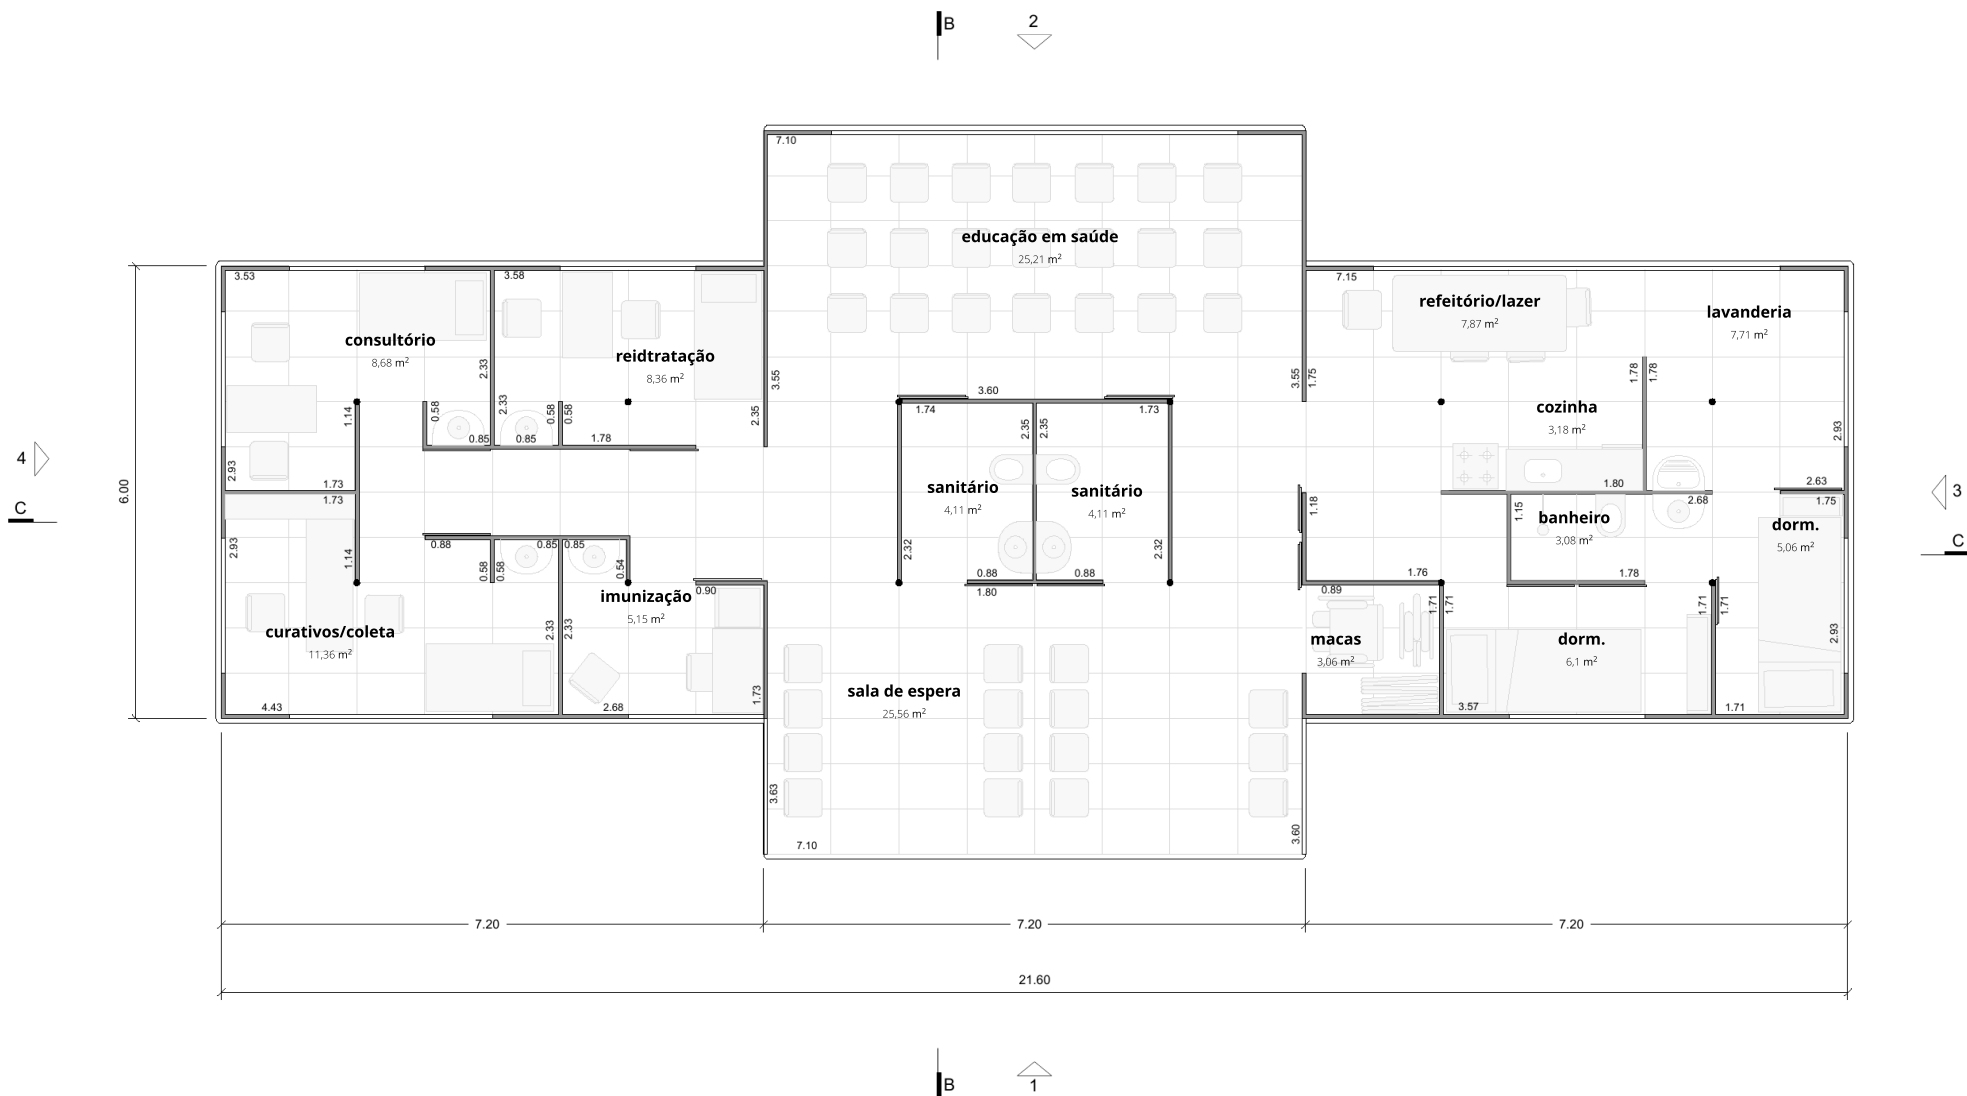 B
2
7.10
educação em saúde
25,21 m²
3.53
3.58
7.15
refeitório/lazer
7,87 m²
lavanderia
7,71 m²
consultório
8,68 m²
reidtratação
8,36 m²
2.33
3.55
3.55
1.75
1.78
1.78
3.60
1.14
0.58
2.33
0.58
0.58
2.35
1.74
1.73
cozinha
3,18 m²
0.85
0.85
1.78
2.35
2.35
2.93
4
2.93
1.73
1.73
sanitário
4,11 m²
sanitário
4,11 m²
1.80
2.63
3
6.00
1.18
1.15
2.68
1.75
C
banheiro
3,08 m²
dorm.
5,06 m²
C
2.93
1.14
0.88
0.58
0.58
0.85
0.85
0.54
2.32
2.32
0.88
0.88
1.76
1.78
imunização
5,15 m²
0.90
1.80
0.89
1.71
1.71
1.71
1.71
curativos/coleta
11,36 m²
2.33
2.33
macas
3,06 m²
dorm.
6,1 m²
2.93
sala de espera
25,56 m²
1.73
4.43
2.68
3.57
1.71
3.63
3.60
7.10
7.20
7.20
7.20
21.60
B
1